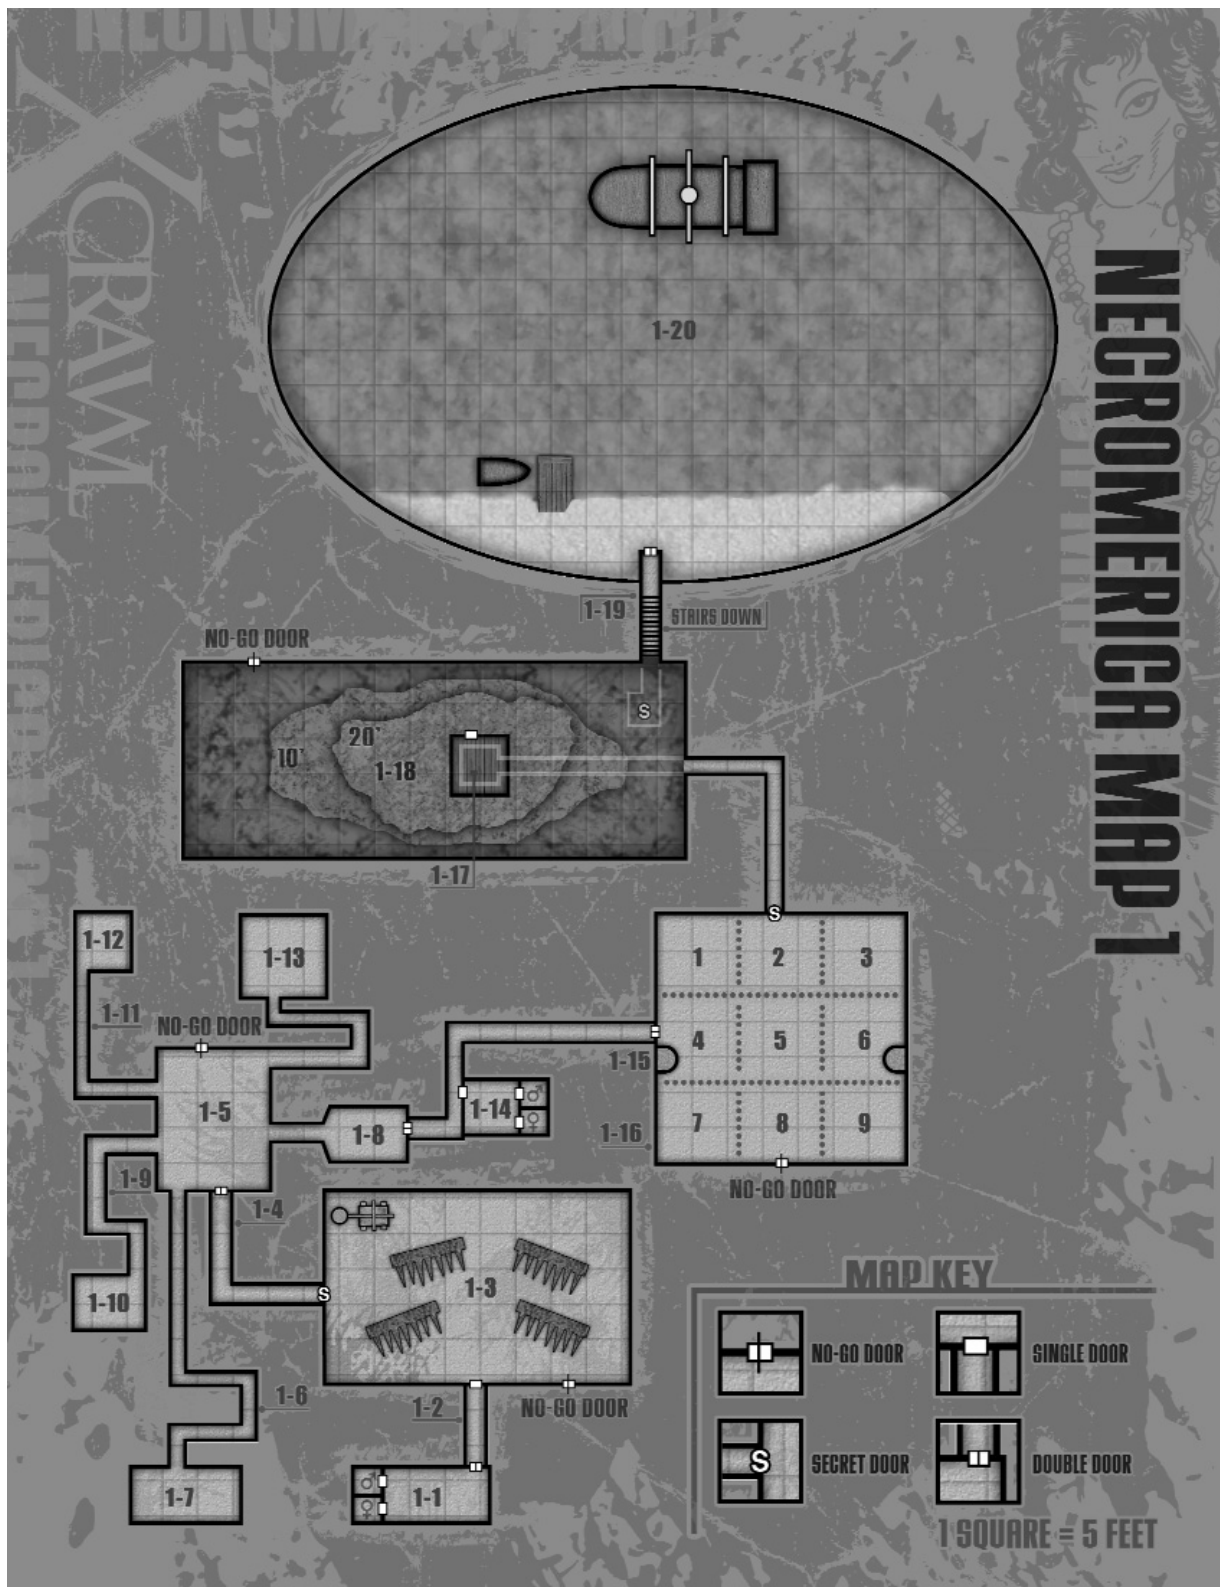 NECROMERICA MAP 1
XCRAWL
NECROMERICA MAP 1
1-20
1-19
STAIRS DOWN
NO-GO DOOR
S
10'
20'
1-18
1-17
S
1-12
1-13
1 2 3
1-11
NO-GO DOOR
4 5 6
1-15
1-5
1-14
♂
♀
1-8
7 8 9
1-16
1-9
NO-GO DOOR
1-4
1-3
S
1-10
MAP KEY
NO-GO DOOR
SINGLE DOOR
1-6
1-2
NO-GO DOOR
S
SECRET DOOR
DOUBLE DOOR
♂
♀
1-1
1-7
1 SQUARE = 5 FEET